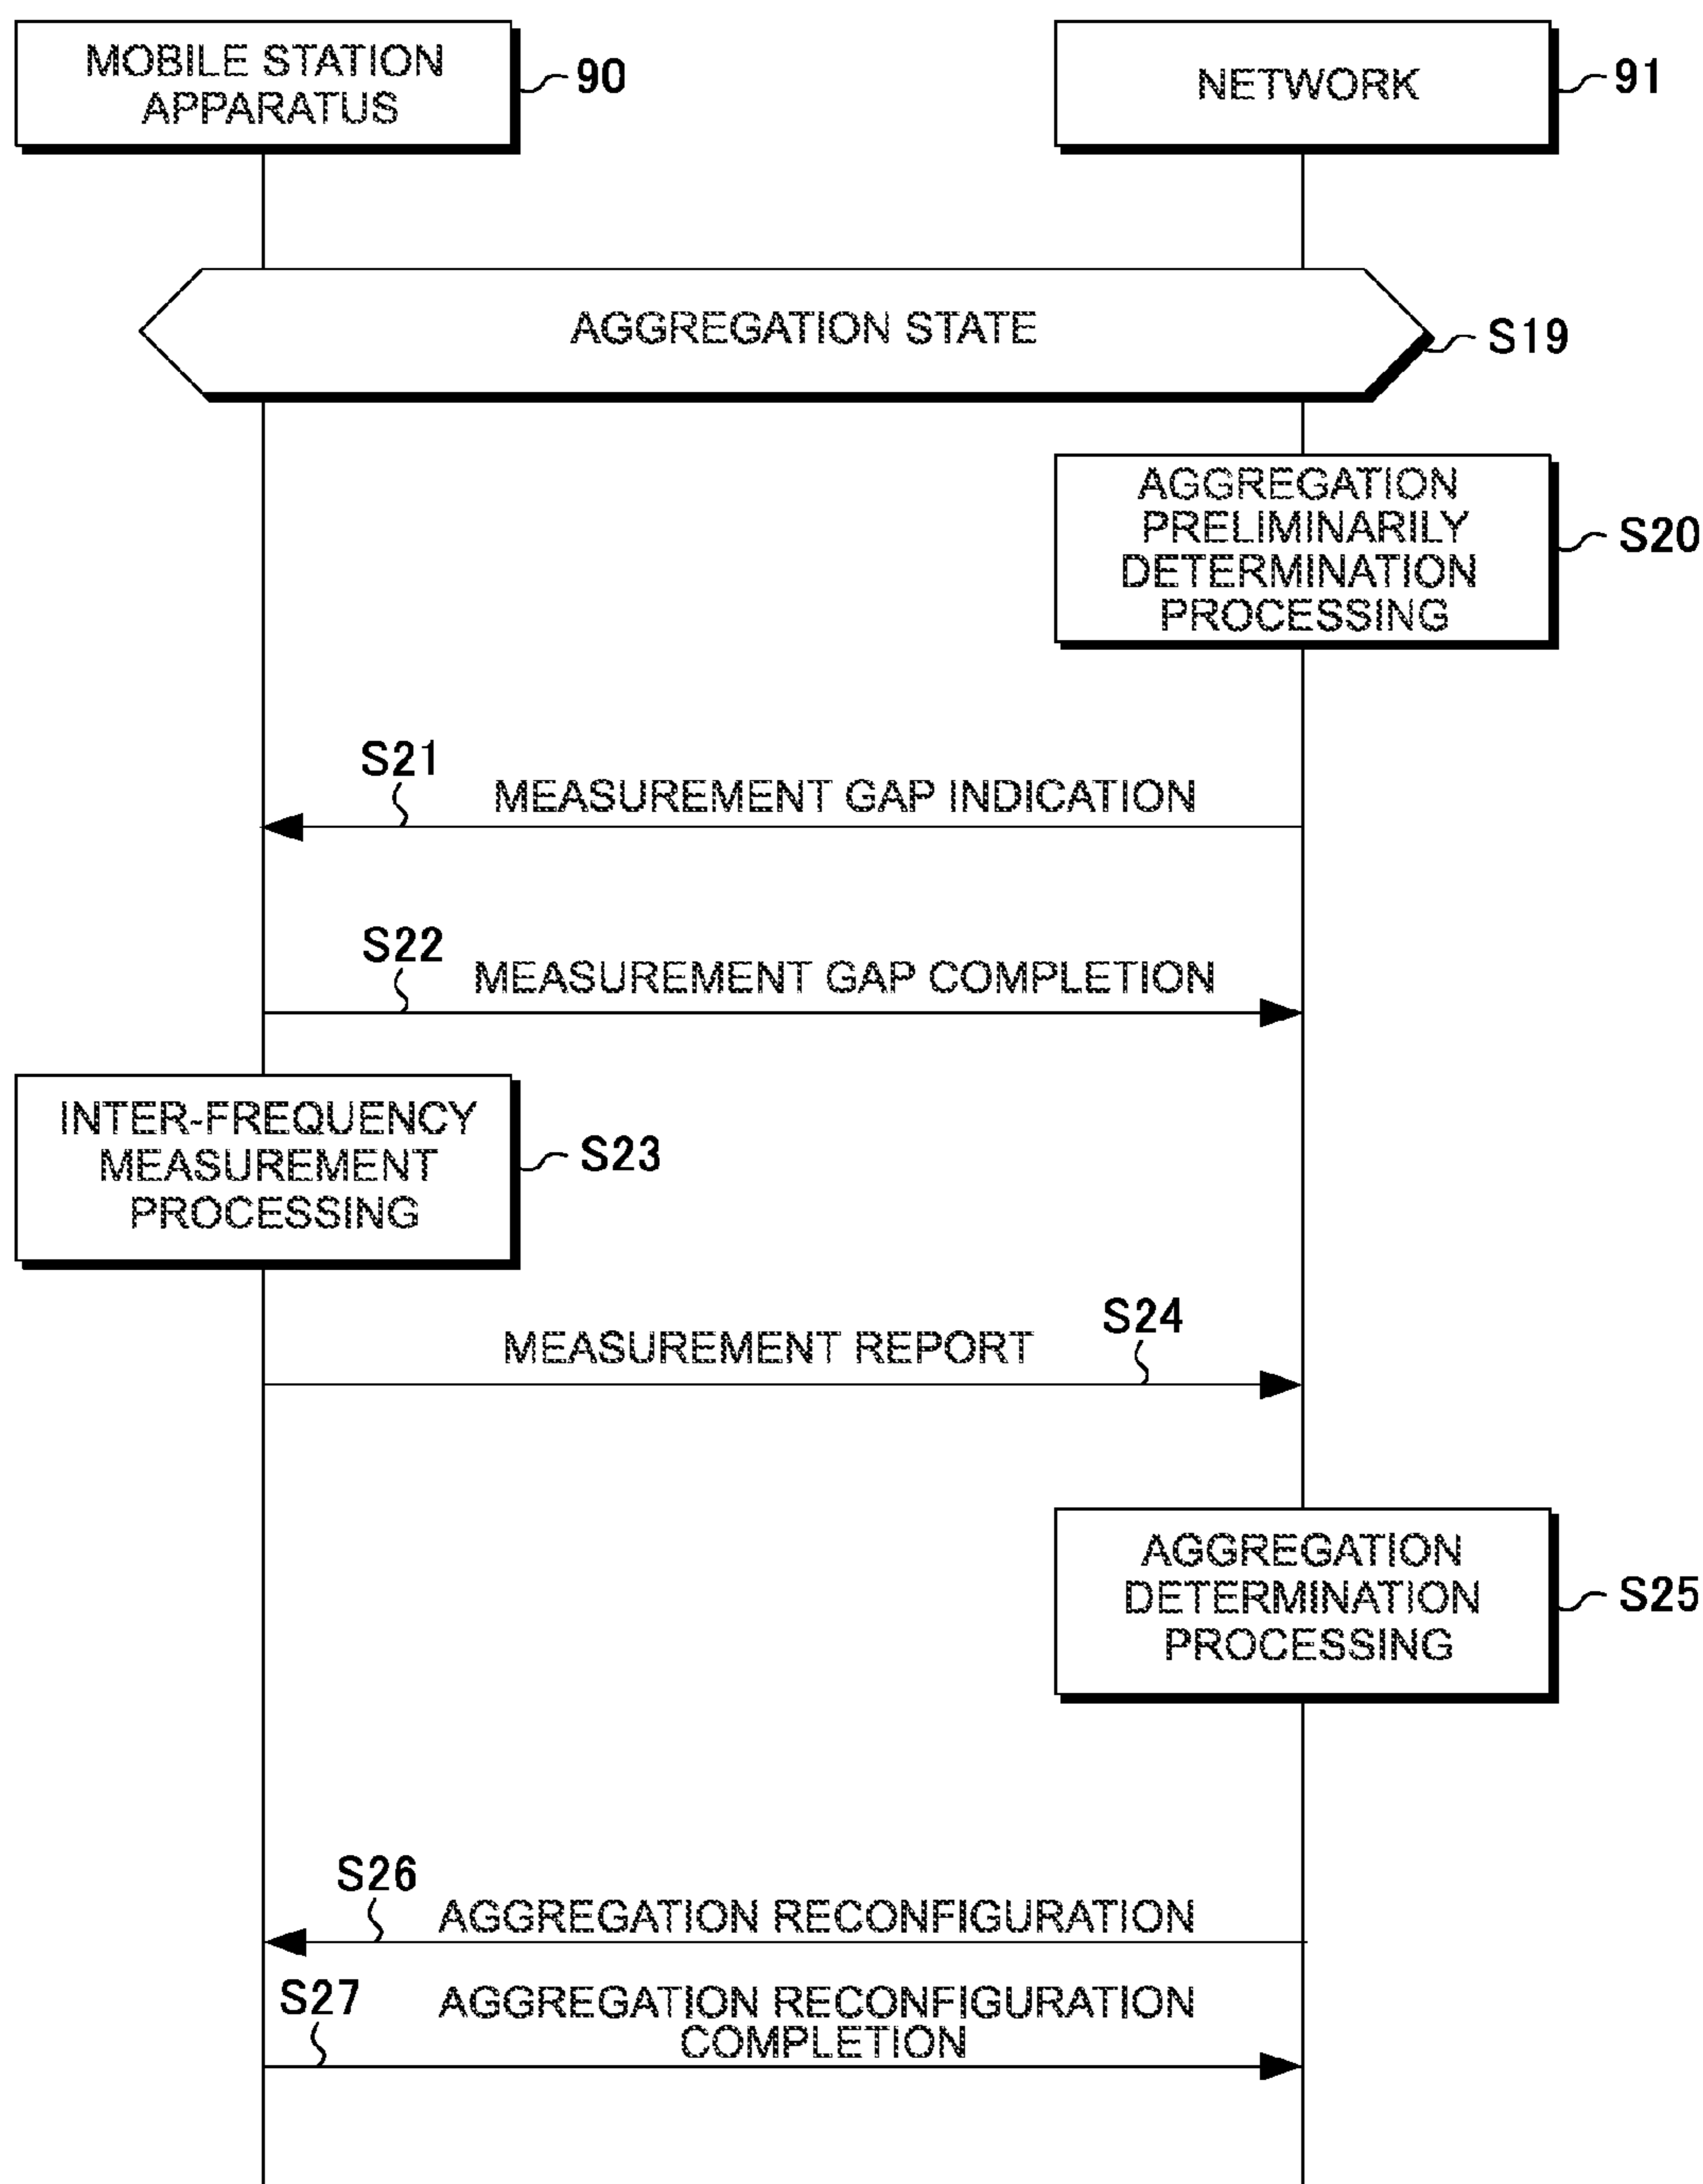 MOBILE STATION
APPARATUS
90
NETWORK
91
AGGREGATION STATE
S19
AGGREGATION
PRELIMINARILY
DETERMINATION
PROCESSING
S20
S21
MEASUREMENT GAP INDICATION
S22
MEASUREMENT GAP COMPLETION
INTER-FREQUENCY
MEASUREMENT
PROCESSING
S23
S24
MEASUREMENT REPORT
AGGREGATION
DETERMINATION
PROCESSING
S25
S26
AGGREGATION RECONFIGURATION
S27
AGGREGATION RECONFIGURATION
COMPLETION